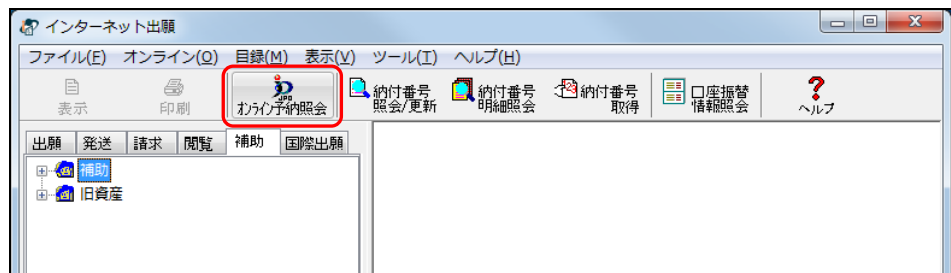 インターネット出願
ファイル(F) オンライン(O) 目録(M) 表示(V) ツール(T) ヘルプ(H)
表示
印刷
JPO
オンライン予納照会
納付番号
照会/更新
納付番号
明細照会
納付番号
取得
口座振替
情報照会
ヘルプ
出願 発送 請求 閲覧 補助 国際出願
補助
旧資産